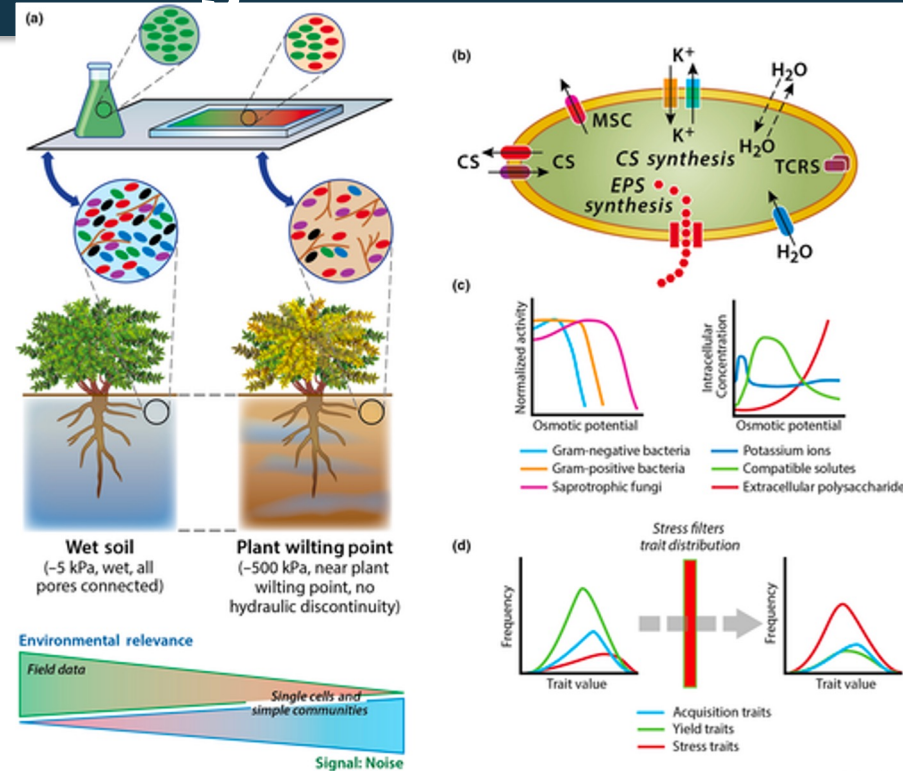 (a)
Wet soil
(–5 kPa, wet, all
pores connected)
Plant wilting point
(–500 kPa, near plant
wilting point, no
hydraulic discontinuity)
Environmental relevance
Field data
Single cells and
simple communities
Signal: Noise
(b)
K+
H2O
MSC
K+
H2O
CS
CS
CS synthesis
TCRS
EPS
synthesis
H2O
(c)
Normalized activity
Osmotic potential
Gram-negative bacteria
Gram-positive bacteria
Saprotrophic fungi
Intracellular
Concentration
Osmotic potential
Potassium ions
Compatible solutes
Extracellular polysaccharide
(d)
Stress filters
trait distribution
Frequency
Trait value
Frequency
Trait value
Acquisition traits
Yield traits
Stress traits